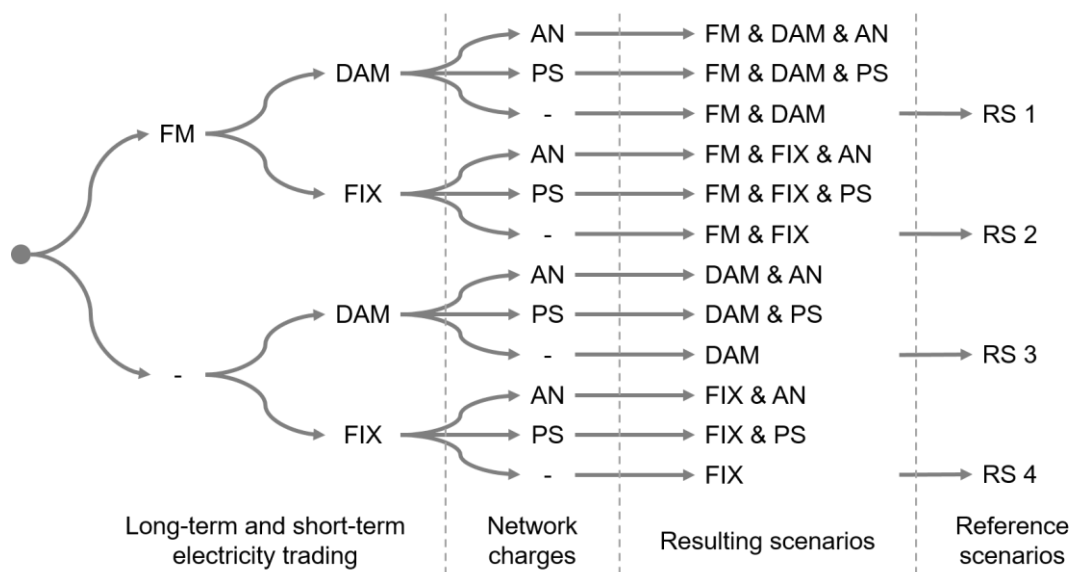 AN
FM & DAM & AN
DAM
PS
FM & DAM & PS
-
FM & DAM
RS 1
FM
AN
FM & FIX & AN
FIX
PS
FM & FIX & PS
-
FM & FIX
RS 2
AN
DAM & AN
DAM
PS
DAM & PS
-
DAM
RS 3
-
AN
FIX & AN
FIX
PS
FIX & PS
-
FIX
RS 4
Long-term and short-term
electricity trading
Network
charges
Resulting scenarios
Reference
scenarios